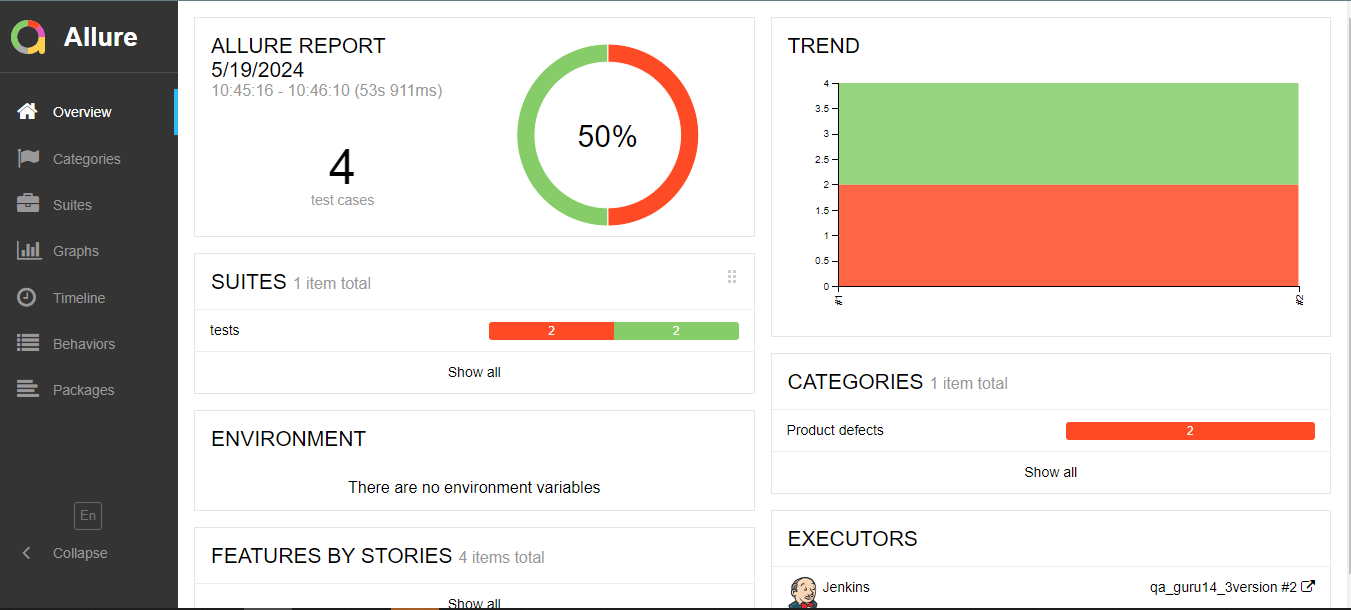 Allure
Overview
Categories
Suites
Graphs
Timeline
Behaviors
Packages
En
Collapse
ALLURE REPORT
5/19/2024
10:45:16 - 10:46:10 (53s 911ms)
4
test cases
50%
SUITES 1 item total
tests 2 2
Show all
ENVIRONMENT
There are no environment variables
FEATURES BY STORIES 4 items total
Show all
TREND
4
3.5
3
2.5
2
1.5
1
0.5
0
#1
#2
CATEGORIES 1 item total
Product defects 2
Show all
EXECUTORS
Jenkins qa_guru14_3version #2